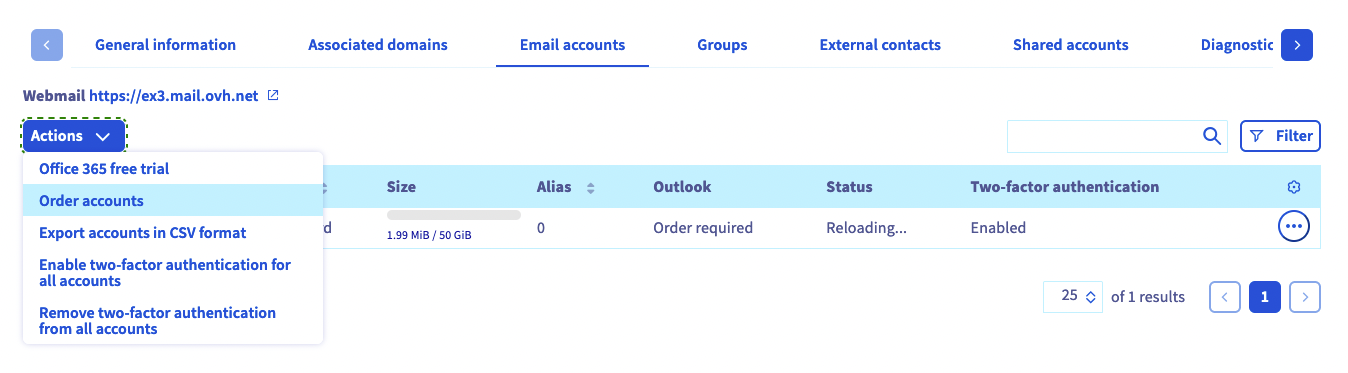 General information Associated domains Email accounts Groups External contacts Shared accounts Diagnostic
Webmail https://ex3.mail.ovh.net
Actions
Filter
Office 365 free trial
Order accounts
Export accounts in CSV format
Enable two-factor authentication for
all accounts
Remove two-factor authentication
from all accounts
Size Alias Outlook Status Two-factor authentication
1.99 MiB / 50 GiB 0 Order required Reloading... Enabled
25 of 1 results 1